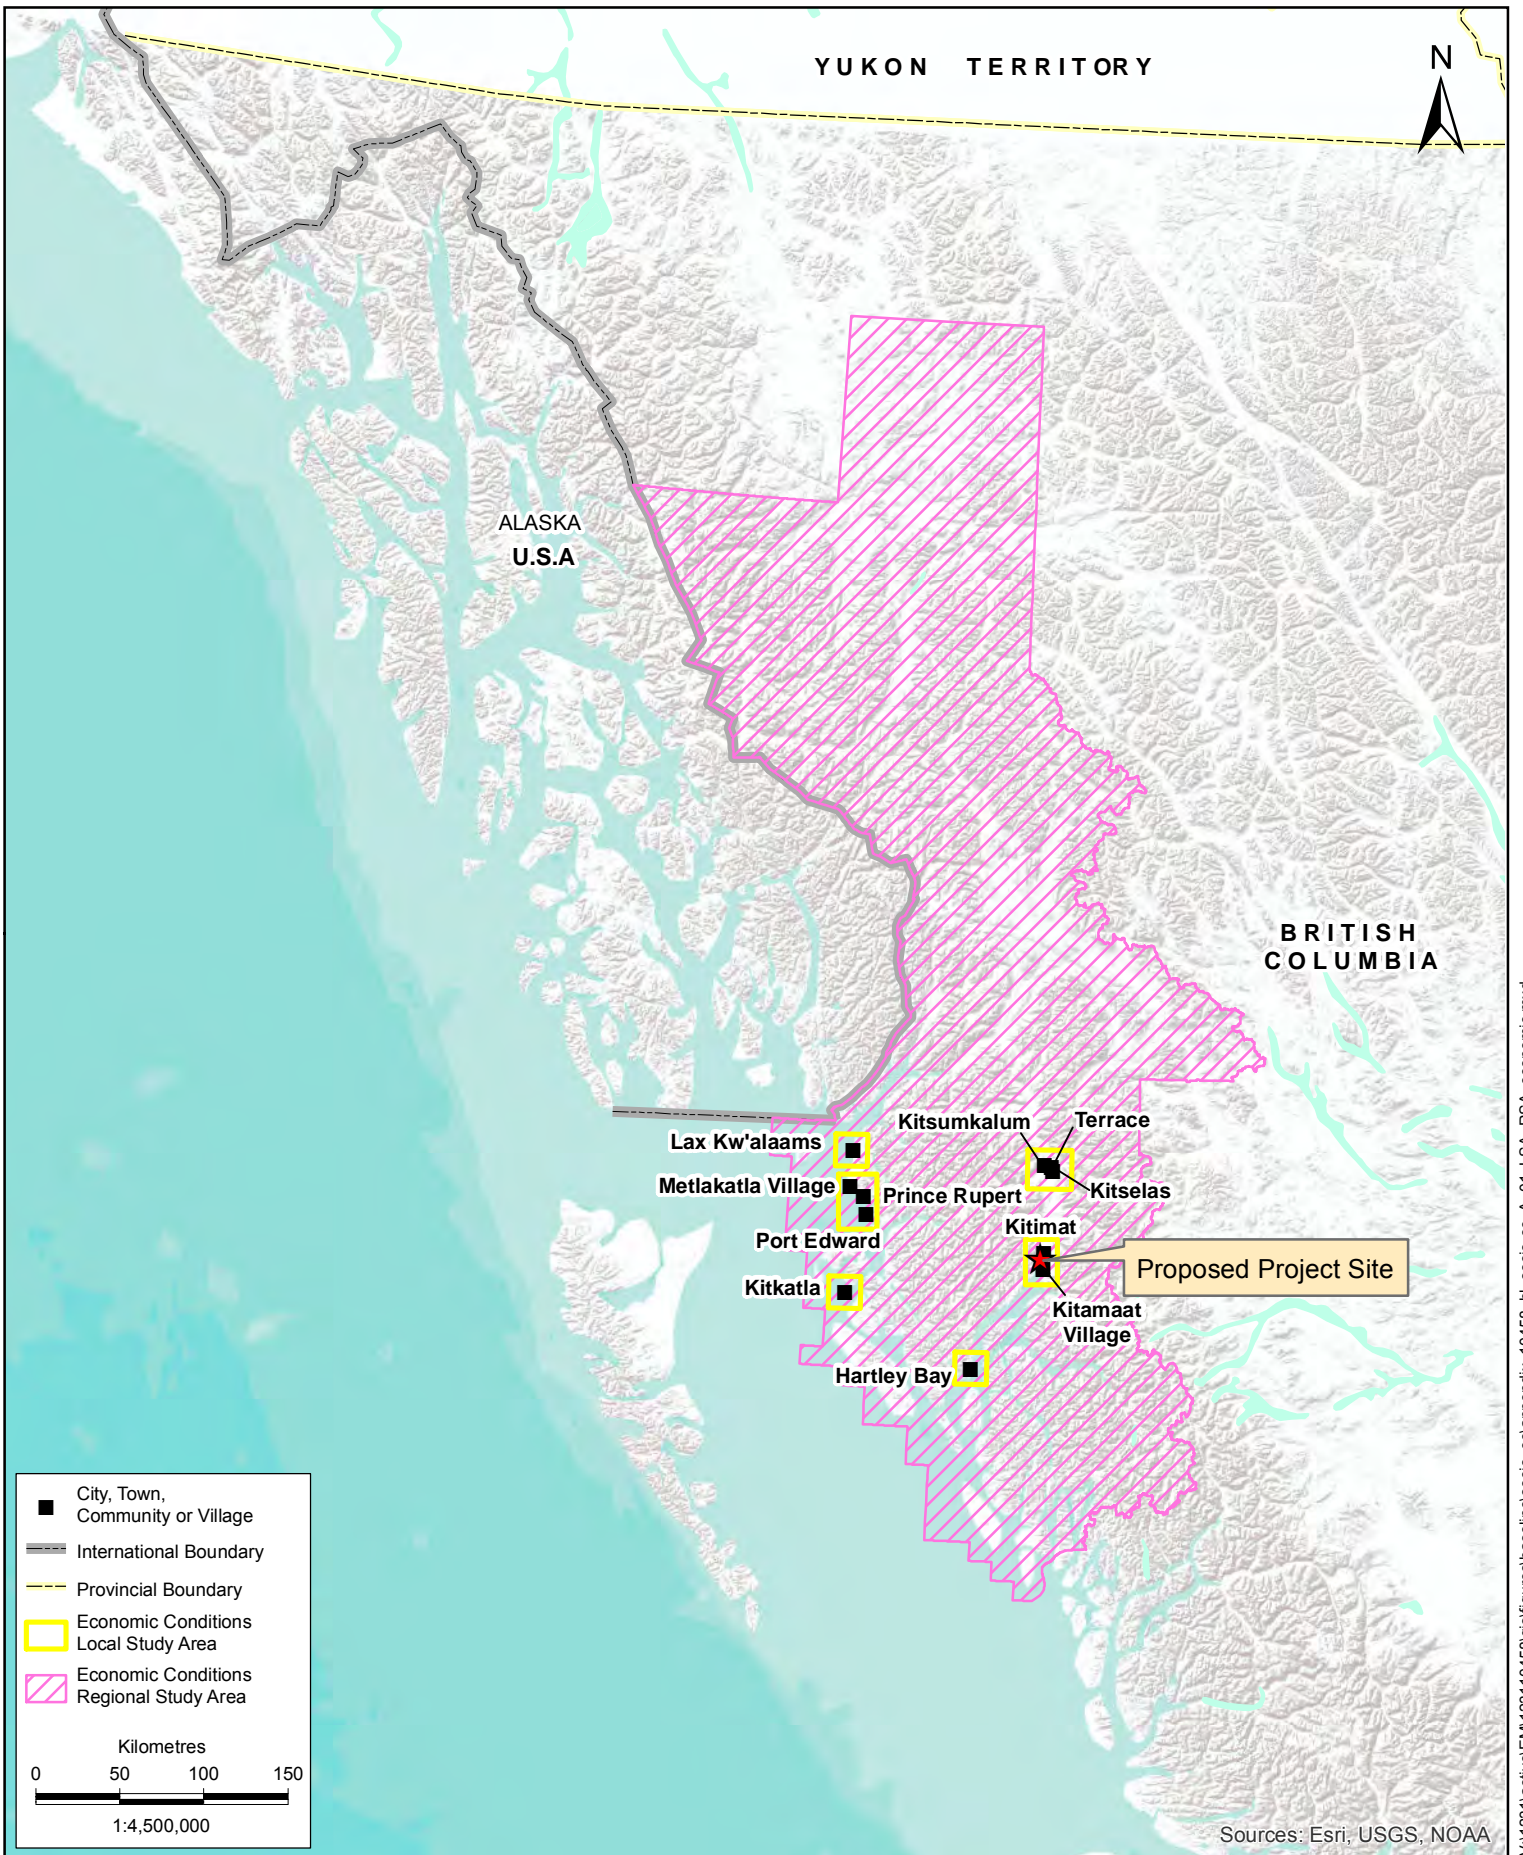 YUKON TERRITORY
N
ALASKA
U.S.A
BRITISH
COLUMBIA
Kitsumkalum
Terrace
Lax Kw'alaams
Metlakatla Village
Prince Rupert
Kitselas
Port Edward
Kitimat
Proposed Project Site
Kitkatla
Kitamaat
Village
Hartley Bay
City, Town,
Community or Village
International Boundary
Provincial Boundary
Economic Conditions
Local Study Area
Economic Conditions
Regional Study Area
Kilometres
0 50 100 150
1:4,500,000
Sources: Esri, USGS, NOAA